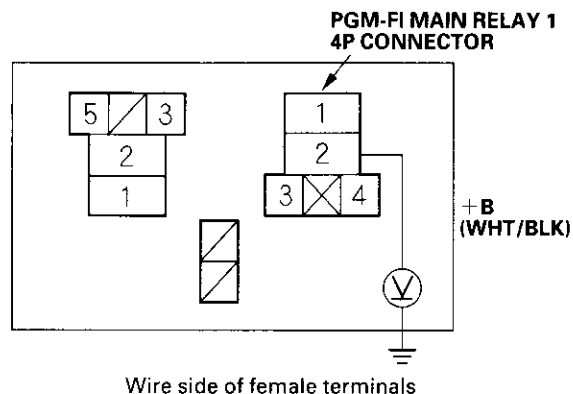 PGM-FI MAIN RELAY 1
4P CONNECTOR
5 3
2
1
1
2
3 4
+B
(WHT/BLK)
V
Wire side of female terminals